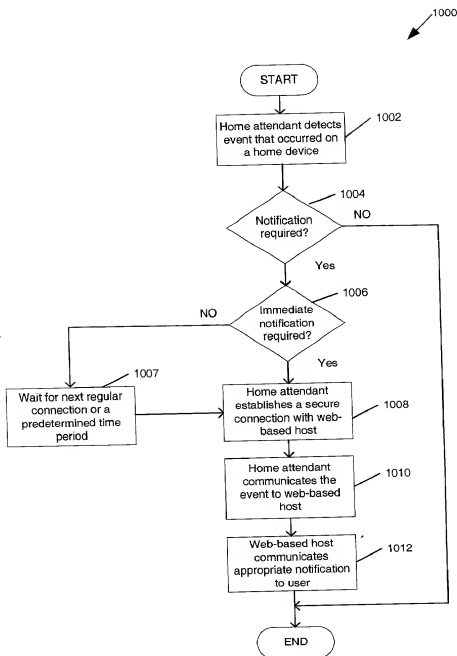 1000
START
Home attendant detects
event that occurred on
a home device
1002
1004
Notification
required?
NO
Yes
1006
Immediate
notification
required?
NO
Yes
1007
Wait for next regular
connection or a
predetermined time
period
Home attendant
establishes a secure
connection with web-
based host
1008
Home attendant
communicates the
event to web-based
host
1010
Web-based host
communicates
appropriate notification
to user
1012
END